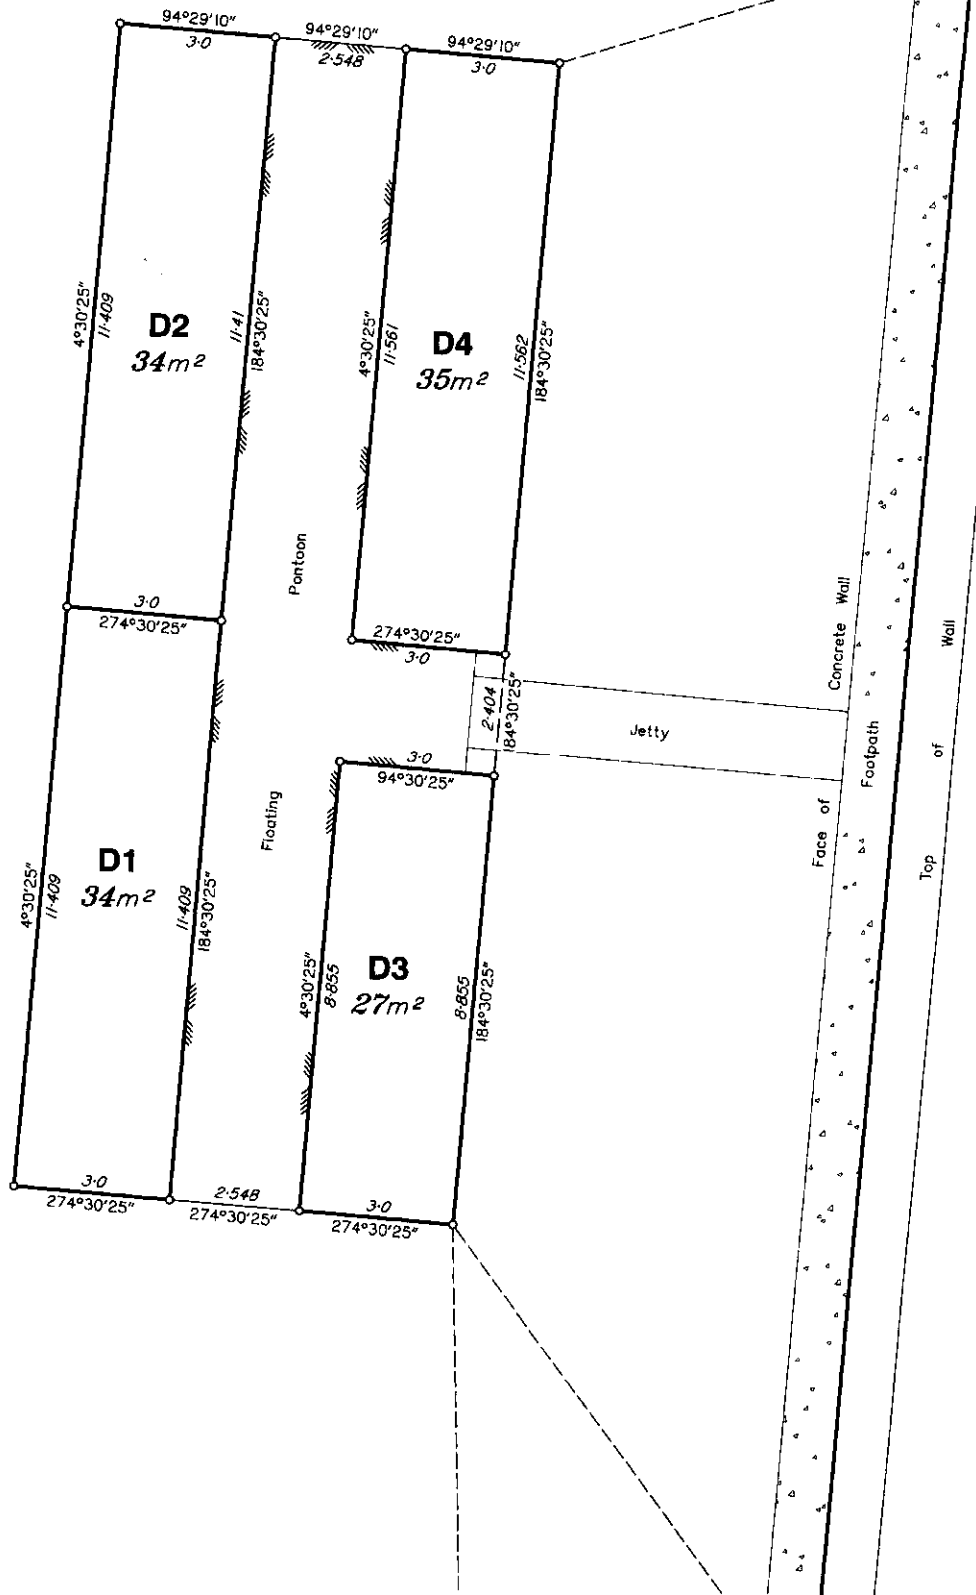 94°29'10"
3·0
94°29'10"
2·548
94°29'10"
3·0
4°30'25"
11·409
D2
34m²
11·41
184°30'25"
4°30'25"
11·561
D4
35m²
11·562
184°30'25"
3·0
274°30'25"
Floating Pontoon
274°30'25"
3·0
2·404
184°30'25"
Jetty
3·0
94°30'25"
4°30'25"
11·409
D1
34m²
11·409
184°30'25"
4°30'25"
8·855
D3
27m²
8·855
184°30'25"
3·0
274°30'25"
2·548
274°30'25"
3·0
274°30'25"
Face of Concrete Wall
Footpath
Top of Wall